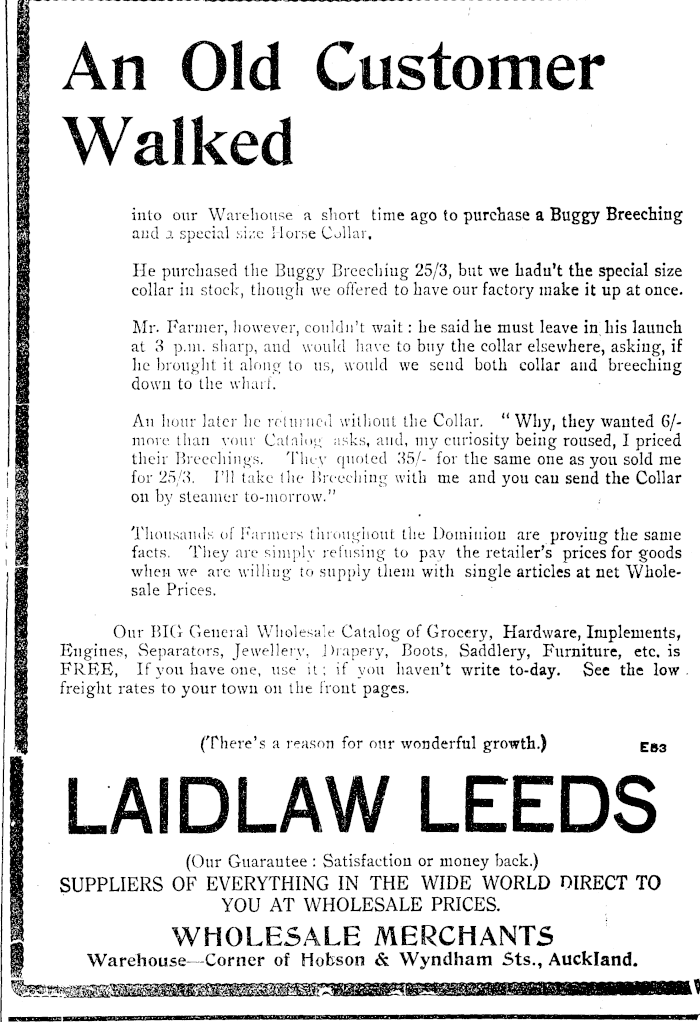 An Old Customer
Walked
into our Warehouse a short time ago to purchase a Buggy Breeching
and a special size Horse Collar.
He purchased the Buggy Breeching 25/3, but we hadn't the special size
collar in stock, though we offered to have our factory make it up at once.
Mr. Farmer, however, couldn't wait : he said he must leave in his launch
at 3 p.m. sharp, and would have to buy the collar elsewhere, asking, if
he brought it along to us, would we send both collar and breeching
down to the wharf.
An hour later he returned without the Collar. " Why, they wanted 6/-
more than your Catalog asks, and, my curiosity being roused, I priced
their Breechings. They quoted 35/- for the same one as you sold me
for 25/3. I'll take the Breeching with me and you can send the Collar
on by steamer to-morrow."
Thousands of Farmers throughout the Dominion are proving the same
facts. They are simply refusing to pay the retailer's prices for goods
when we are willing to supply them with single articles at net Whole-
sale Prices.
Our BIG General Wholesale Catalog of Grocery, Hardware, Implements,
Engines, Separators, Jewellery, Drapery, Boots, Saddlery, Furniture, etc. is
FREE, If you have one, use it ; if you haven't write to-day. See the low
freight rates to your town on the front pages.
(There's a reason for our wonderful growth.) E83
LAIDLAW LEEDS
(Our Guarantee : Satisfaction or money back.)
SUPPLIERS OF EVERYTHING IN THE WIDE WORLD DIRECT TO
YOU AT WHOLESALE PRICES.
WHOLESALE MERCHANTS
Warehouse—Corner of Hobson & Wyndham Sts., Auckland.